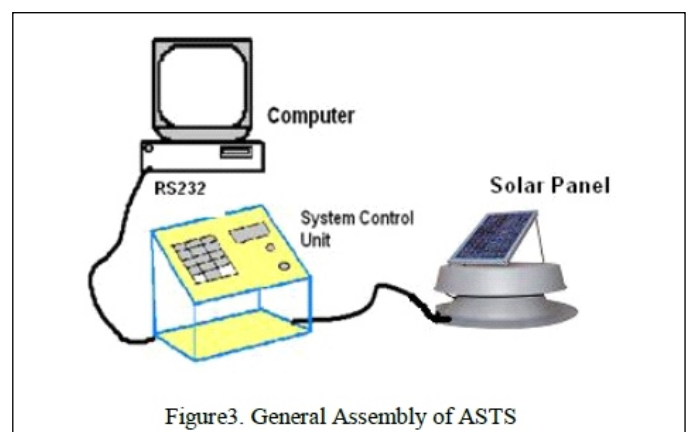 Computer
RS232
Solar Panel
System Control
Unit
Figure3. General Assembly of ASTS